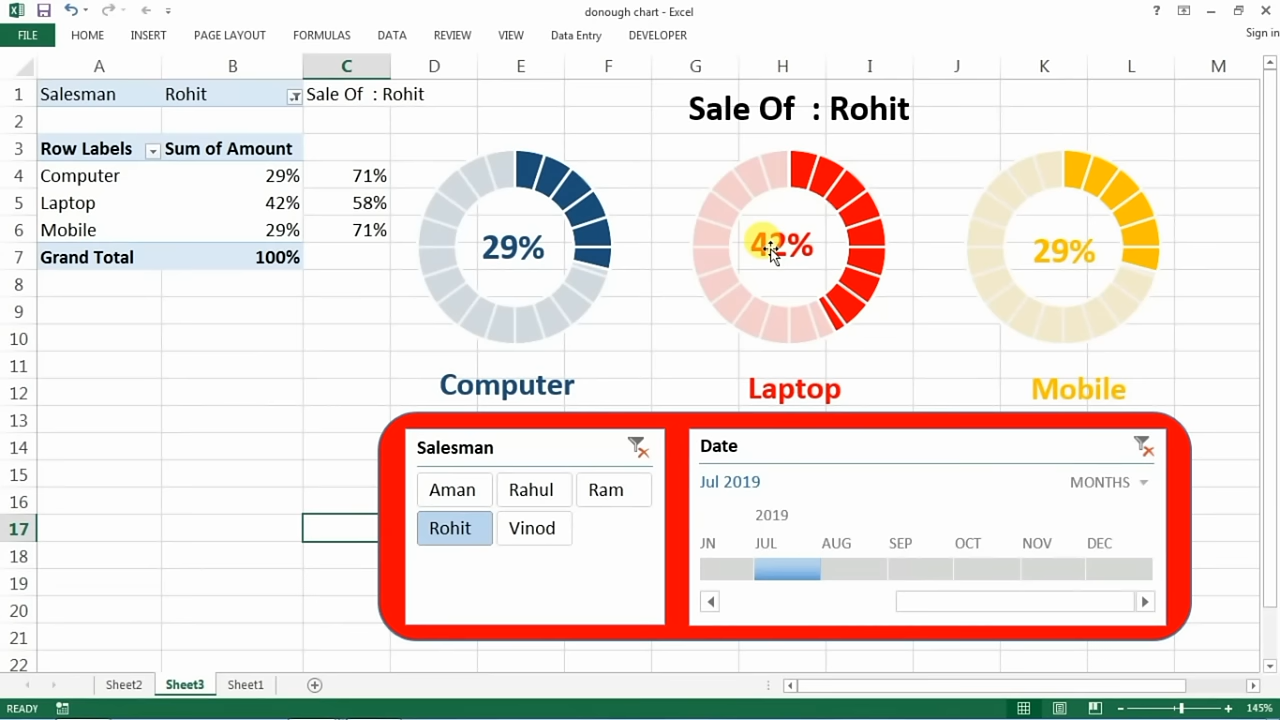 donough chart - Excel
?
Sign in
FILE HOME INSERT PAGE LAYOUT FORMULAS DATA REVIEW VIEW Data Entry DEVELOPER
A B C D E F G H I J K L M
1 Salesman Rohit Sale Of : Rohit
Sale Of : Rohit
2
3 Row Labels Sum of Amount
4 Computer 29% 71%
5 Laptop 42% 58%
6 Mobile 29% 71%
7 Grand Total 100%
29% 42% 29%
8
9
10
11
12
Computer Laptop Mobile
13
14
15
16
17
18
19
20
21
22
Salesman
Aman Rahul Ram
Rohit Vinod
Date
Jul 2019 MONTHS
2019
JN JUL AUG SEP OCT NOV DEC
Sheet2 Sheet3 Sheet1
READY 145%